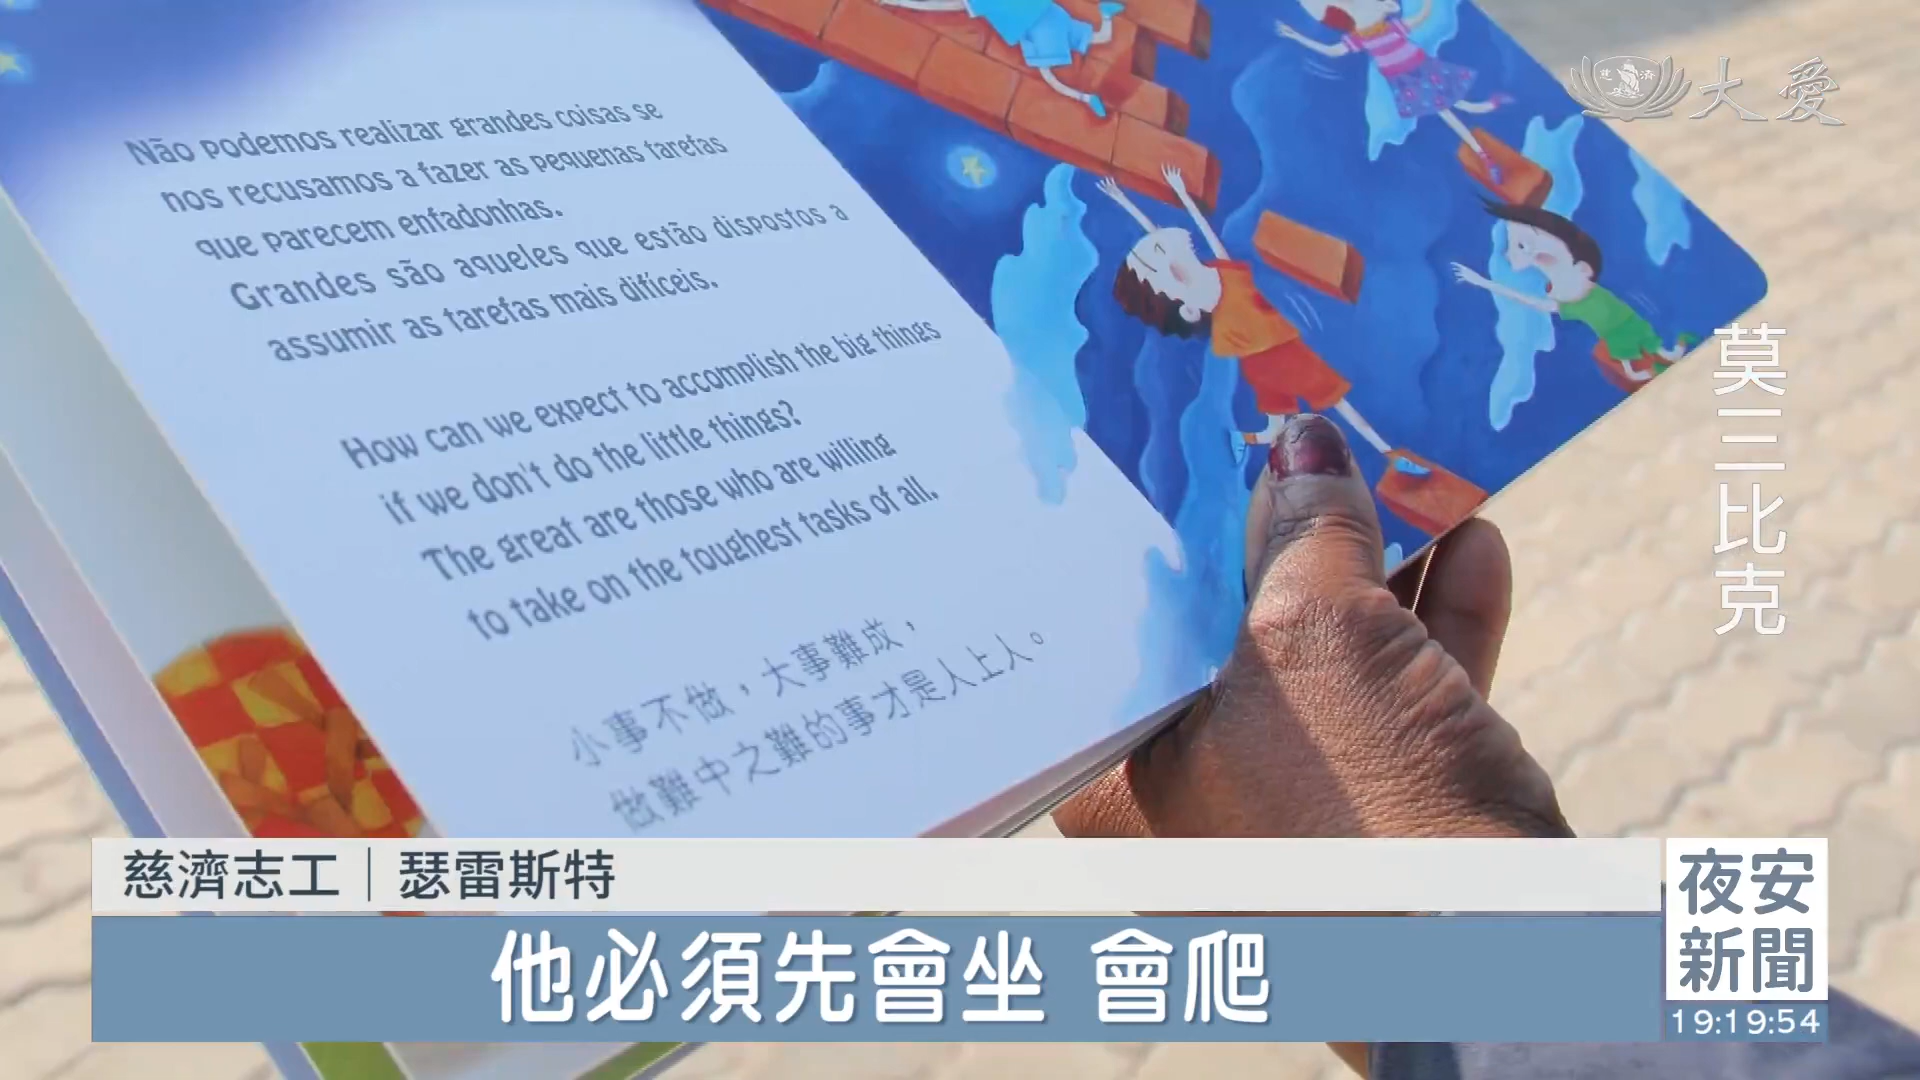 Não podemos realizar grandes coisas se
nos recusamos a fazer as pequenas tarefas
que parecem enfadonhas.
Grandes são aqueles que estão dispostos a
assumir as tarefas mais difíceis.
How can we expect to accomplish the big things
if we don't do the little things?
The great are those who are willing
to take on the toughest tasks of all.
小事不做，大事難成，
做難中之難的事才是人上人。
慈濟
大愛
莫三比克
慈濟志工｜瑟雷斯特
他必須先會坐 會爬
夜安
新聞
19:19:54